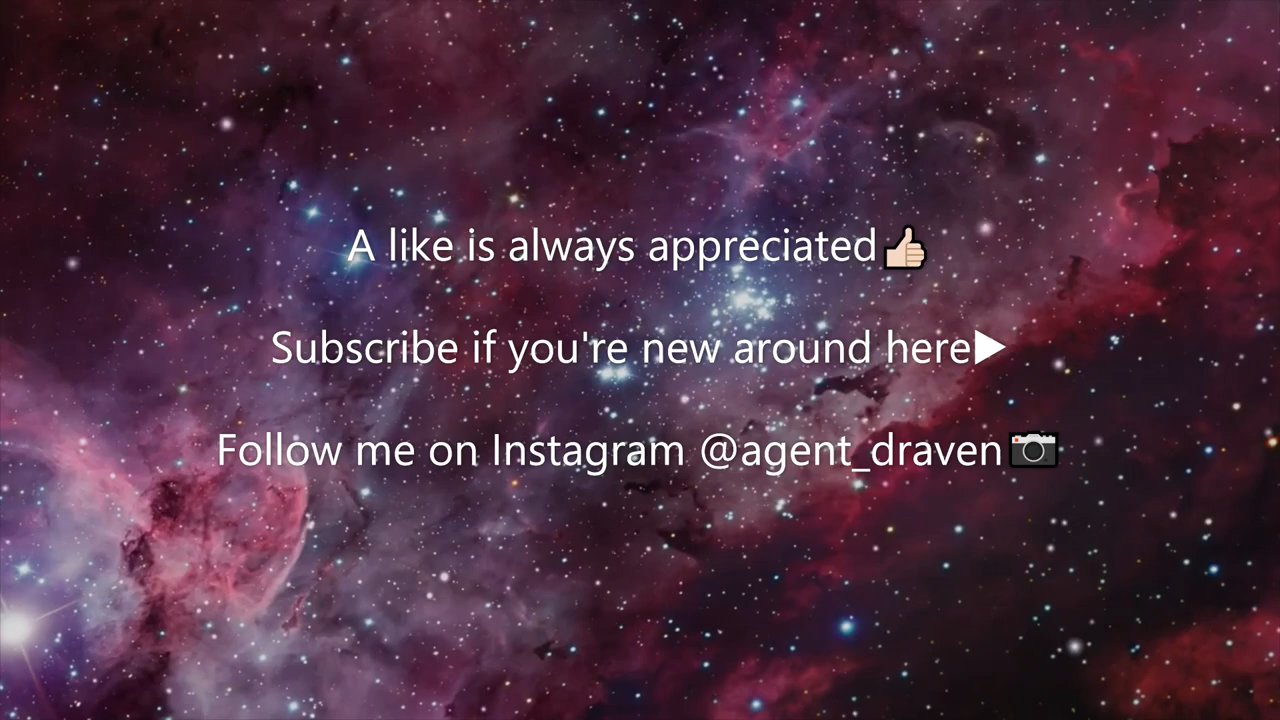 A like is always appreciated👍🏻
Subscribe if you're new around here▶
Follow me on Instagram @agent_draven📷